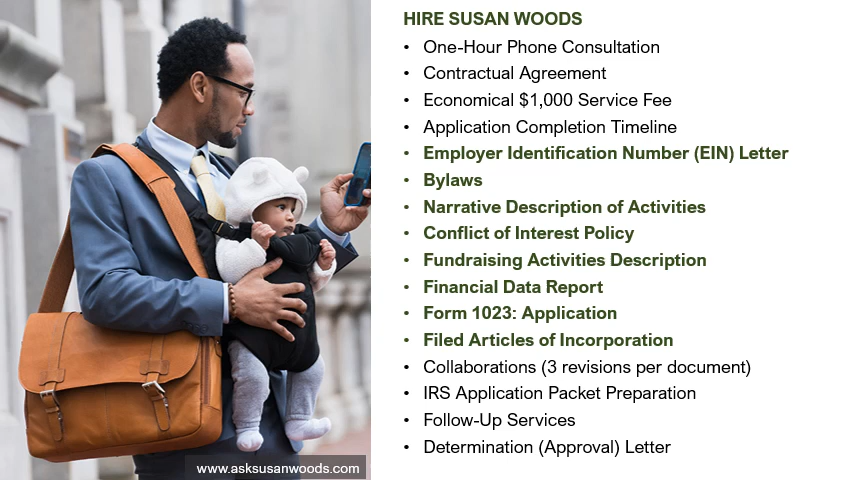 HIRE SUSAN WOODS
• One-Hour Phone Consultation
• Contractual Agreement
• Economical $1,000 Service Fee
• Application Completion Timeline
• Employer Identification Number (EIN) Letter
• Bylaws
• Narrative Description of Activities
• Conflict of Interest Policy
• Fundraising Activities Description
• Financial Data Report
• Form 1023: Application
• Filed Articles of Incorporation
• Collaborations (3 revisions per document)
• IRS Application Packet Preparation
• Follow-Up Services
• Determination (Approval) Letter
www.asksusanwoods.com